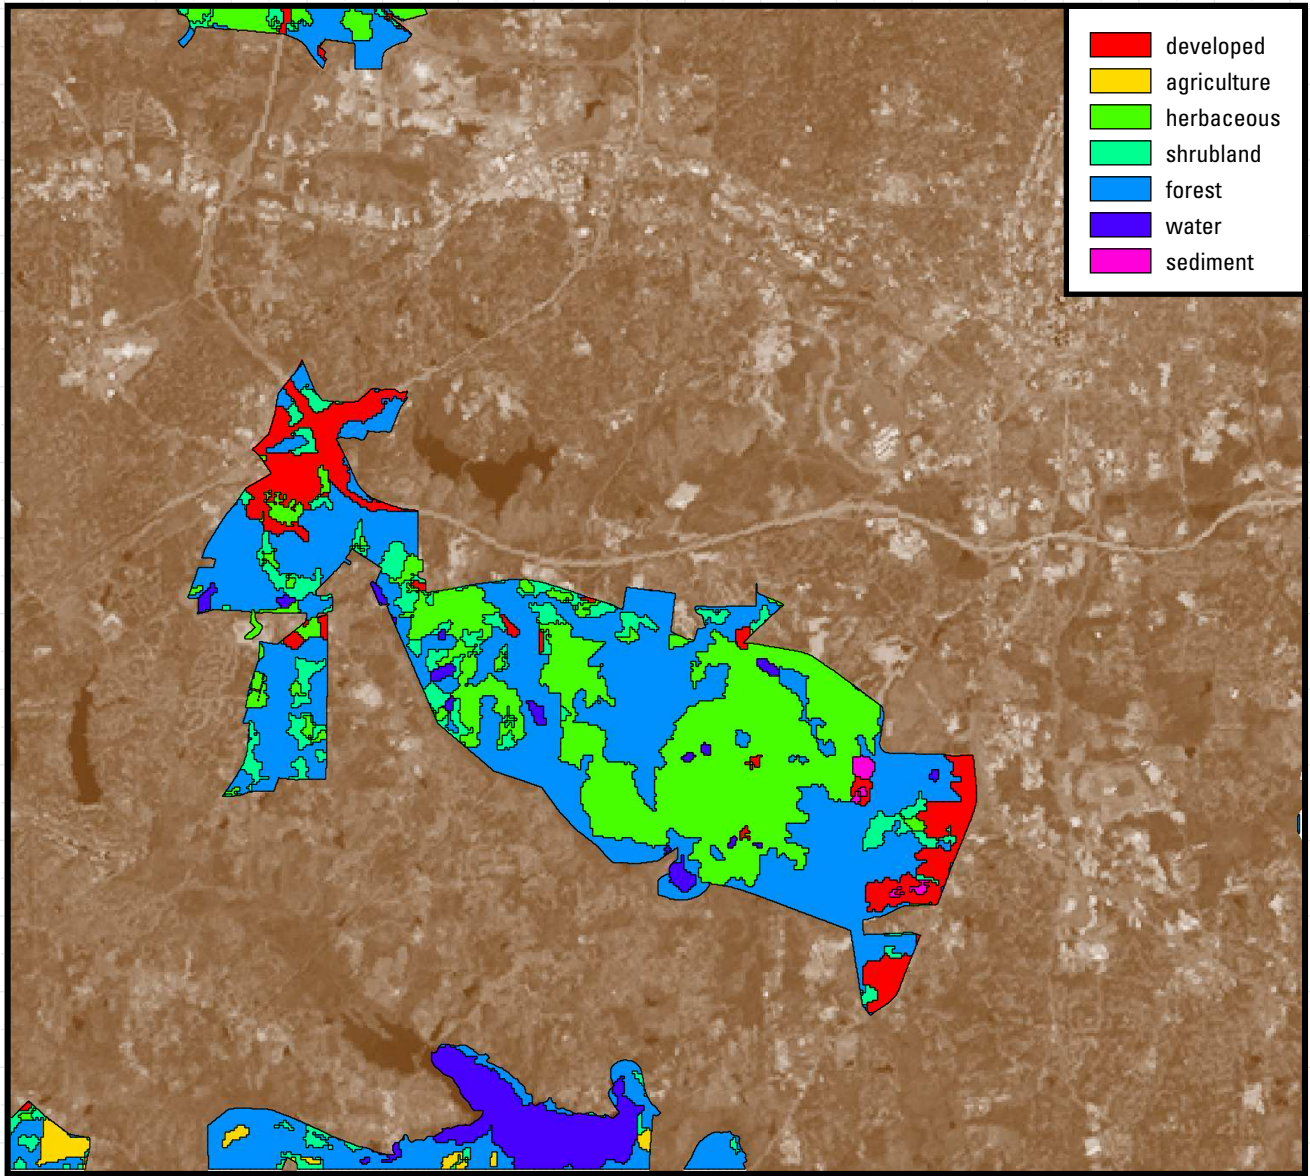 developed
agriculture
herbaceous
shrubland
forest
water
sediment